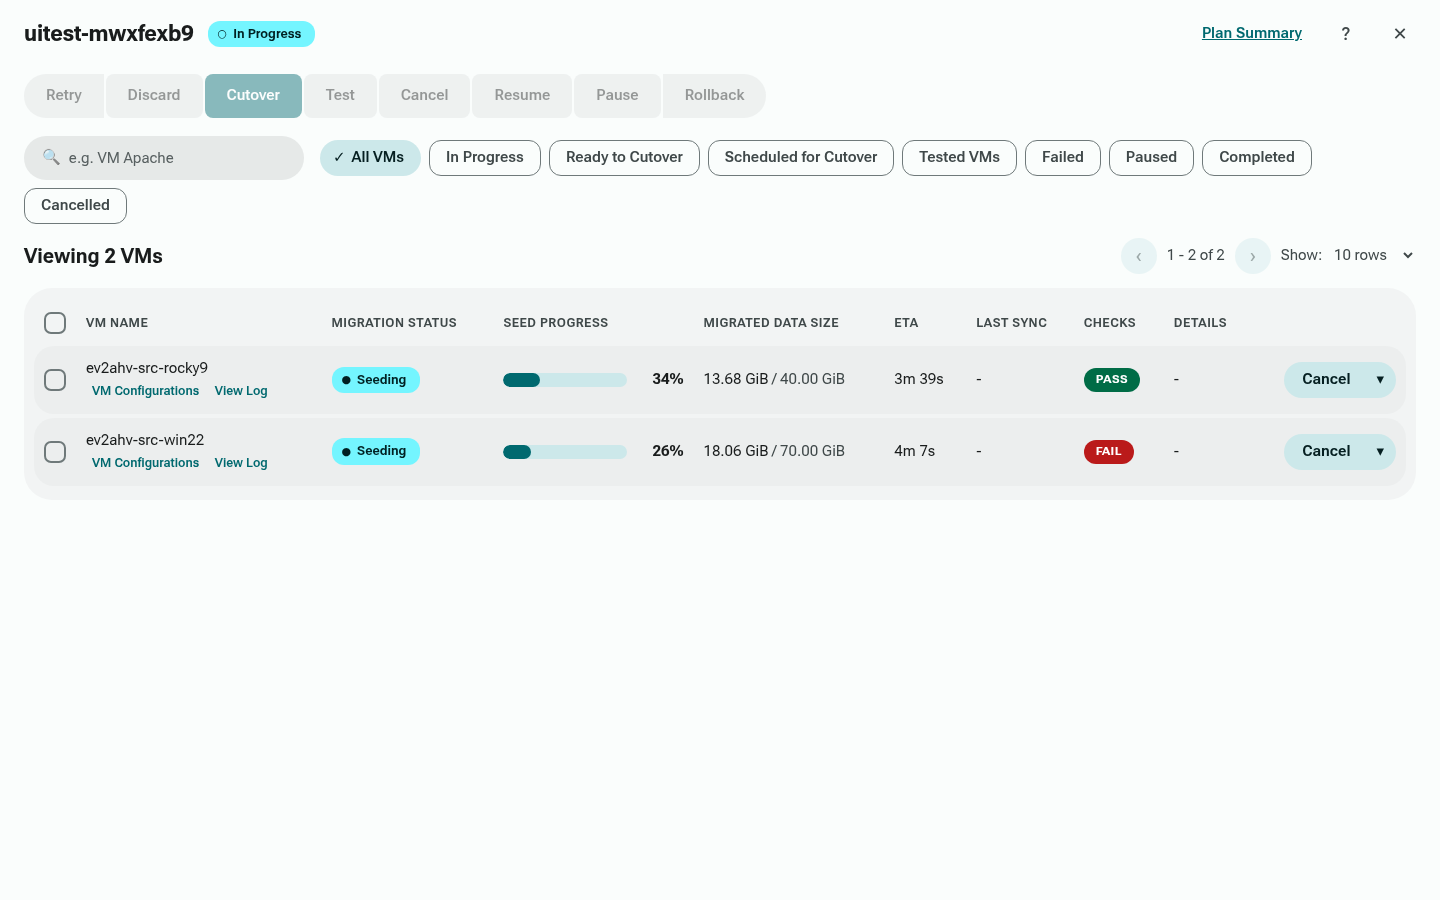 uitest-mwxfexb9 In Progress Plan Summary ? ✕
Retry Discard Cutover Test Cancel Resume Pause Rollback
e.g. VM Apache ✓ All VMs In Progress Ready to Cutover Scheduled for Cutover Tested VMs Failed Paused Completed
Cancelled
Viewing 2 VMs ‹ 1 - 2 of 2 › Show: 10 rows
VM NAME MIGRATION STATUS SEED PROGRESS MIGRATED DATA SIZE ETA LAST SYNC CHECKS DETAILS
ev2ahv-src-rocky9
VM Configurations View Log Seeding 34% 13.68 GiB / 40.00 GiB 3m 39s - PASS - Cancel ▾
ev2ahv-src-win22
VM Configurations View Log Seeding 26% 18.06 GiB / 70.00 GiB 4m 7s - FAIL - Cancel ▾